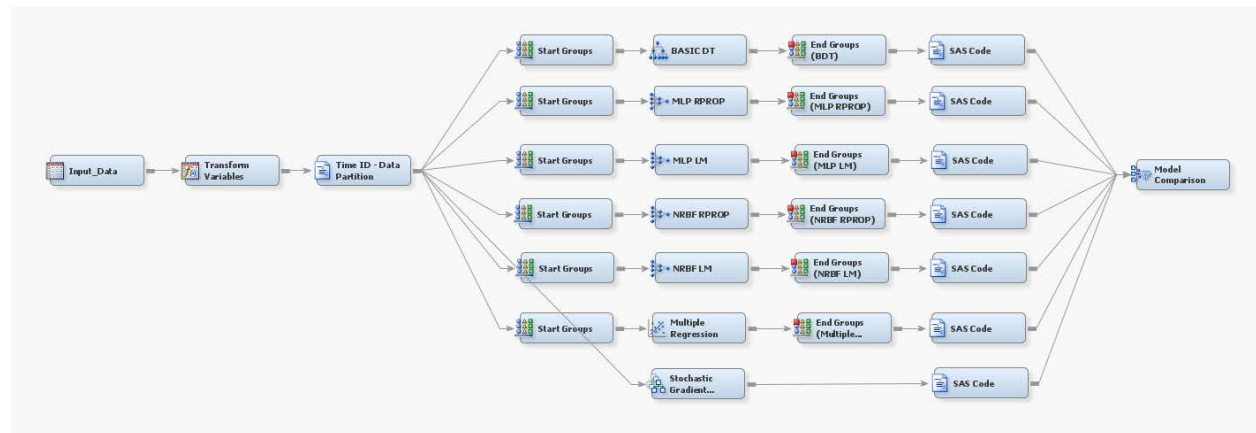 Start Groups
BASIC DT
End Groups
(BDT)
SAS Code
Start Groups
MLP RPROP
End Groups
(MLP RPROP)
SAS Code
Input_Data
Transform
Variables
Time ID - Data
Partition
Start Groups
MLP LM
End Groups
(MLP LM)
SAS Code
Model
Comparison
Start Groups
NRBF RPROP
End Groups
(NRBF RPROP)
SAS Code
Start Groups
NRBF LM
End Groups
(NRBF LM)
SAS Code
Start Groups
Multiple
Regression
End Groups
(Multiple...
SAS Code
Stochastic
Gradient...
SAS Code